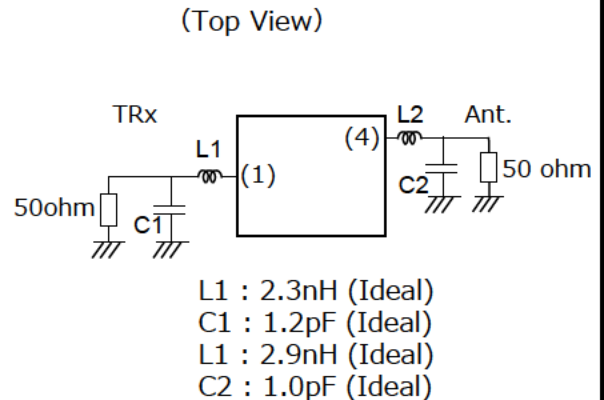 (Top View)
TRx
L2
Ant.
L1
(4)
(1)
C2
50 ohm
50ohm
C1
L1 : 2.3nH (Ideal)
C1 : 1.2pF (Ideal)
L1 : 2.9nH (Ideal)
C2 : 1.0pF (Ideal)